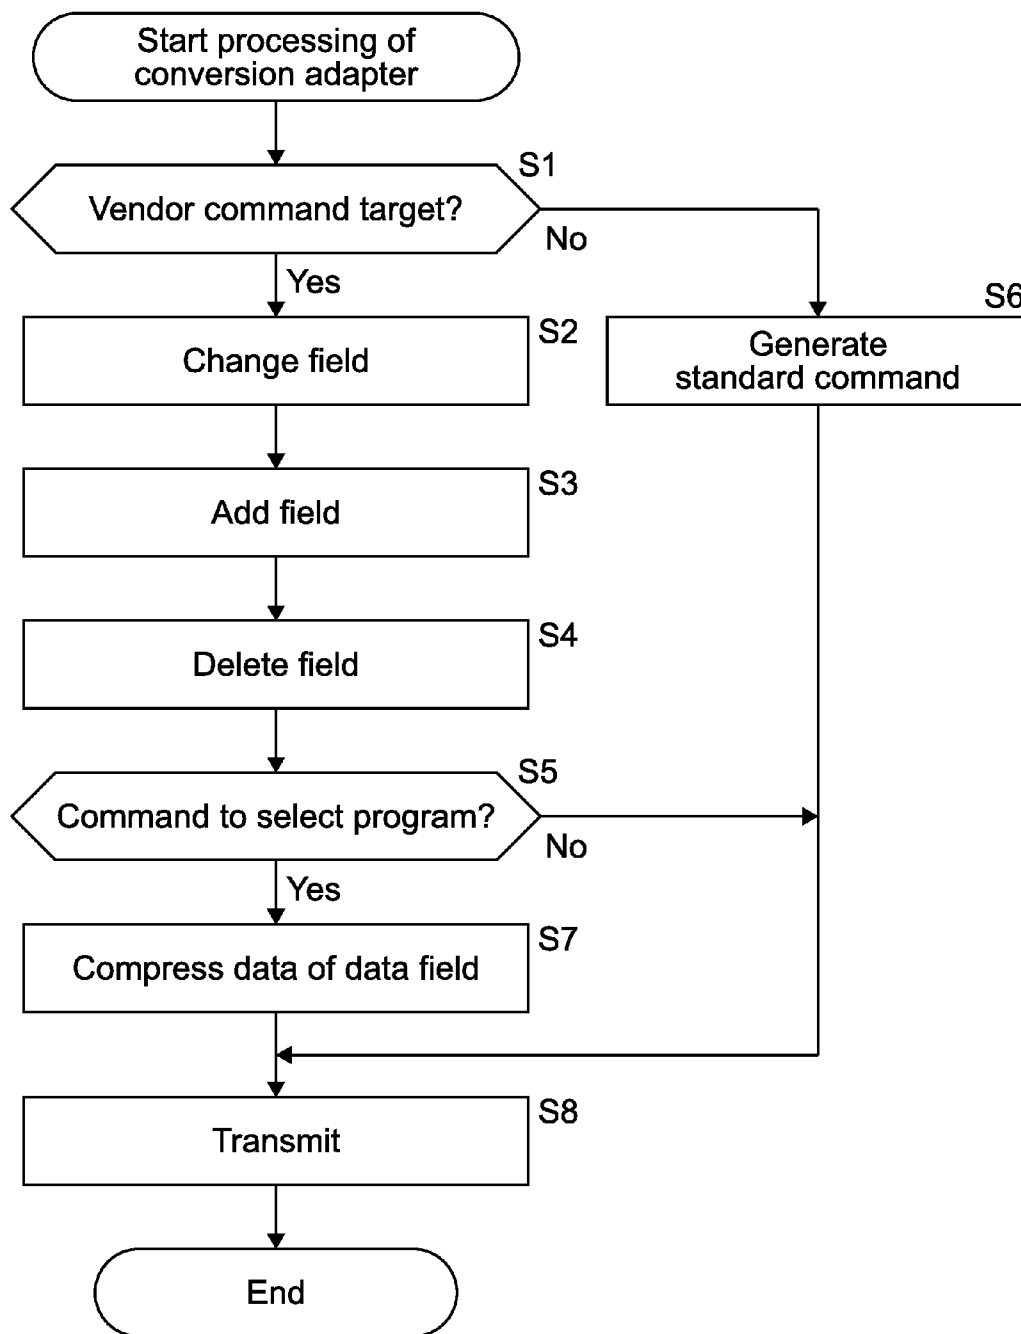 Start processing of
conversion adapter
S1
Vendor command target?
No
Yes
S2
Change field
S6
Generate
standard command
S3
Add field
S4
Delete field
S5
Command to select program?
No
Yes
S7
Compress data of data field
S8
Transmit
End